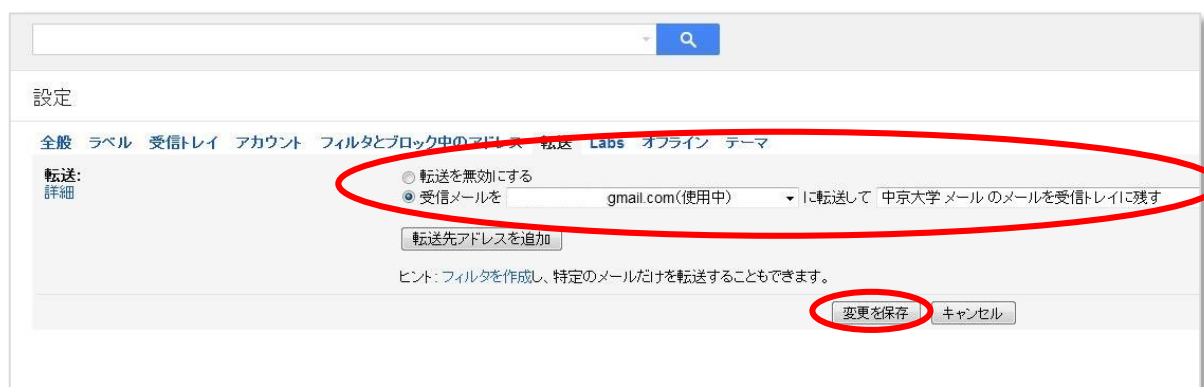 設定
全般 ラベル 受信トレイ アカウント フィルタとブロック中のアドレス 転送 Labs オフライン テーマ
転送:
詳細
転送を無効にする
受信メールを gmail.com(使用中) に転送して 中京大学 メール のメールを受信トレイに残す
転送先アドレスを追加
ヒント: フィルタを作成し、特定のメールだけを転送することもできます。
変更を保存 キャンセル